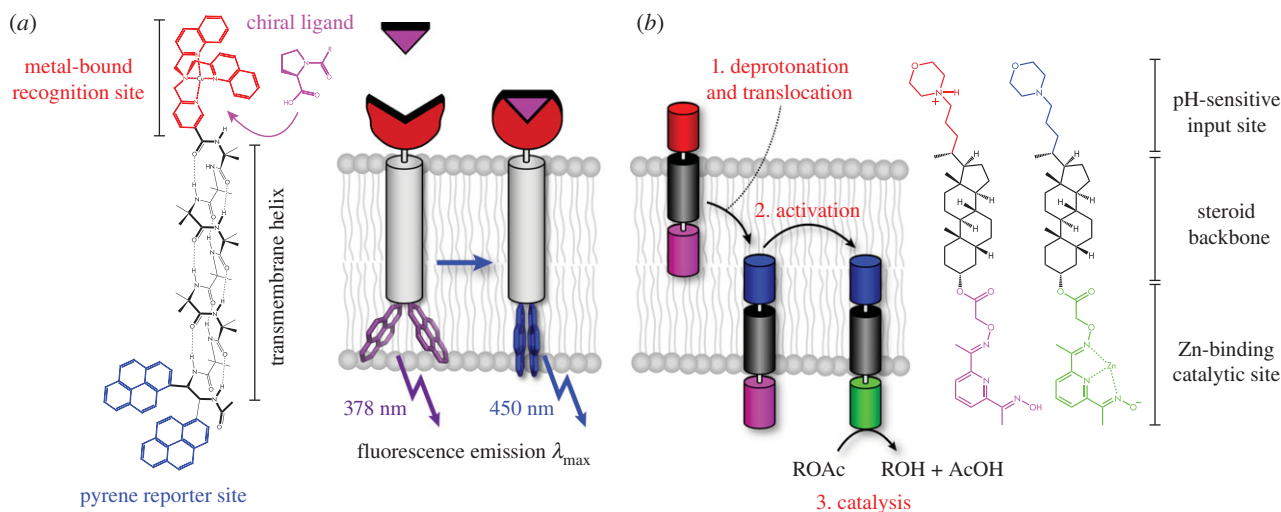 (a)
chiral ligand
metal-bound
recognition site
transmembrane helix
pyrene reporter site
378 nm
450 nm
fluorescence emission λmax
(b)
1. deprotonation
and translocation
2. activation
ROAc
ROH + AcOH
3. catalysis
pH-sensitive
input site
steroid
backbone
Zn-binding
catalytic site